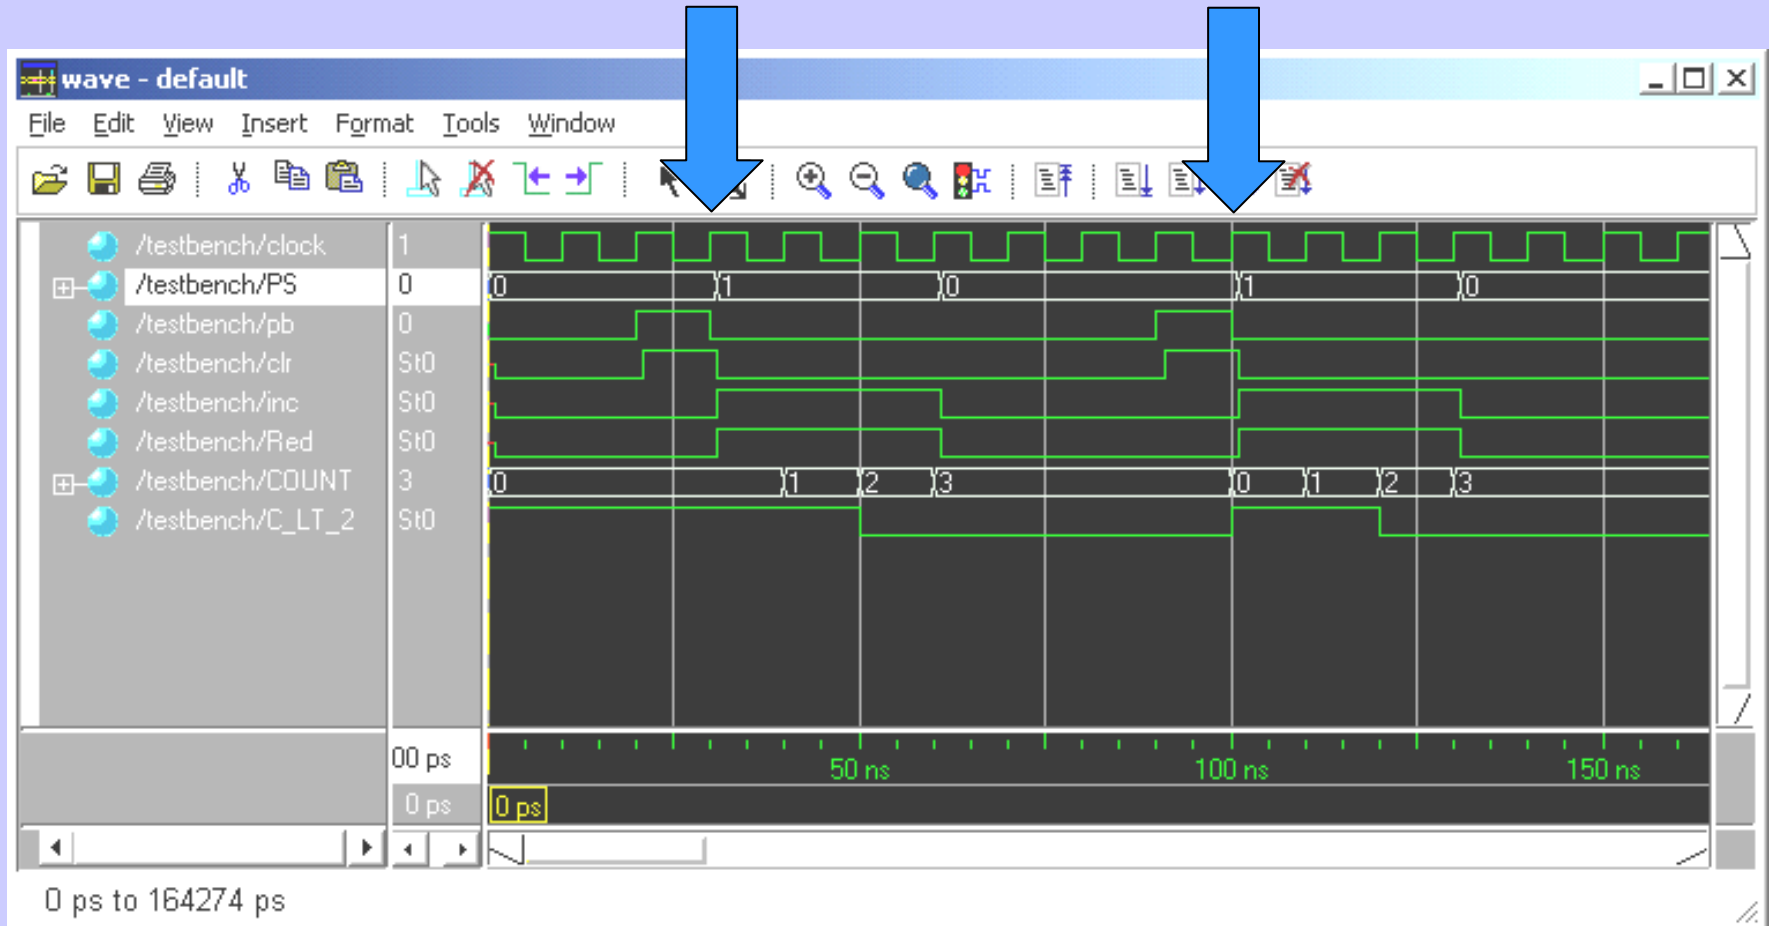 wave - default
File Edit View Insert Format Tools Window
/testbench/clock 1
/testbench/PS 0 0 1 0 1 0
/testbench/pb 0
/testbench/clr St0
/testbench/inc St0
/testbench/Red St0
/testbench/COUNT 3 0 1 2 3 0 1 2 3
/testbench/C_LT_2 St0
00 ps 50 ns 100 ns 150 ns
0 ps 0 ps
0 ps to 164274 ps